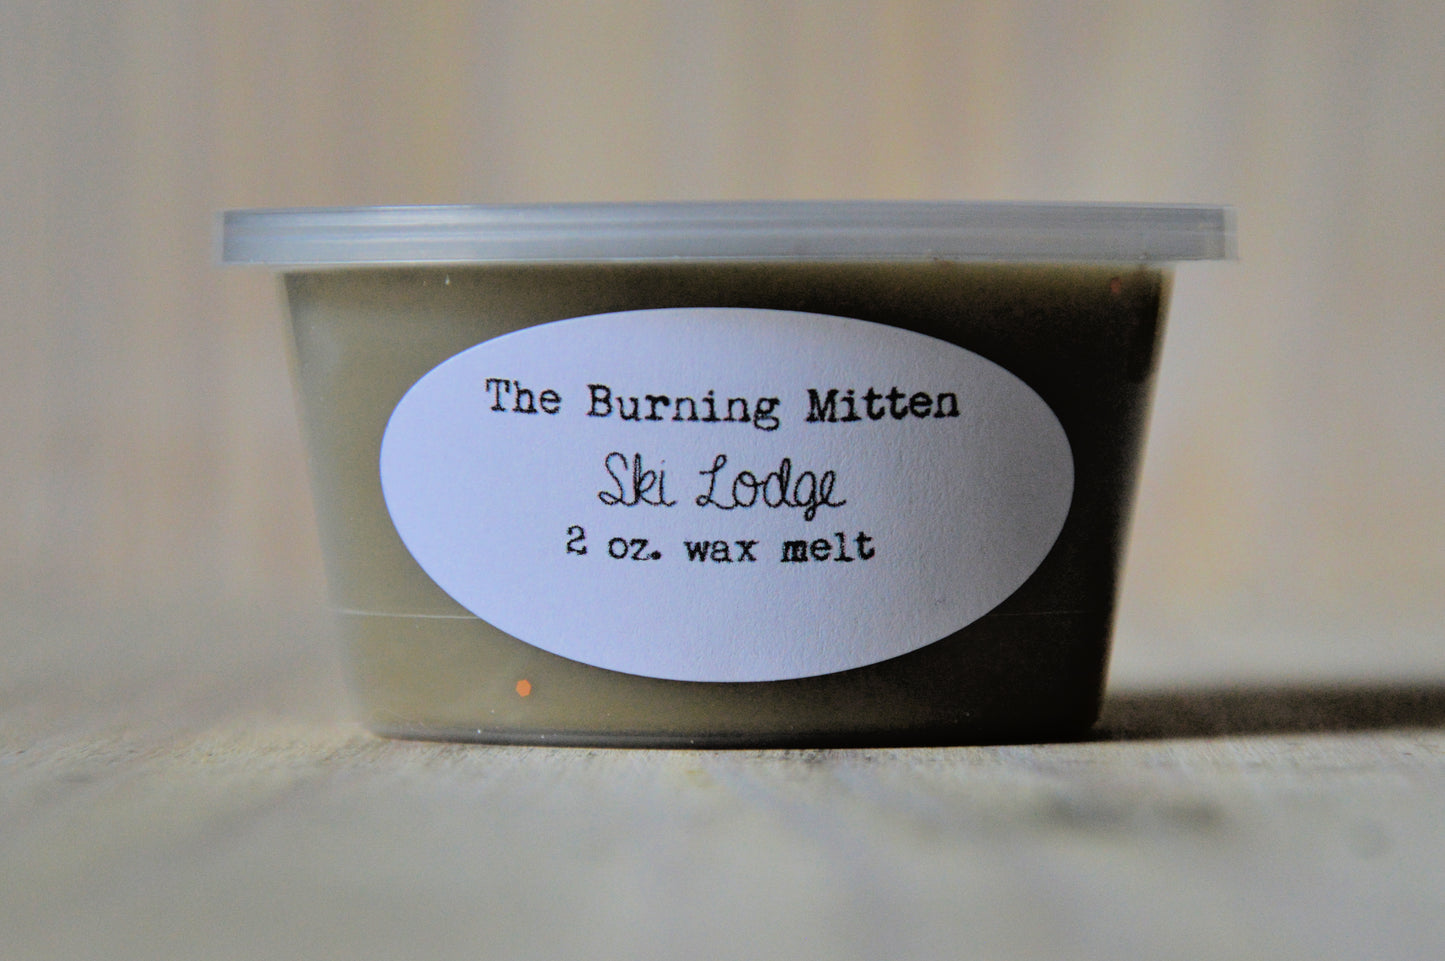 The Burning Mitten
Ski Lodge
2 oz. wax melt